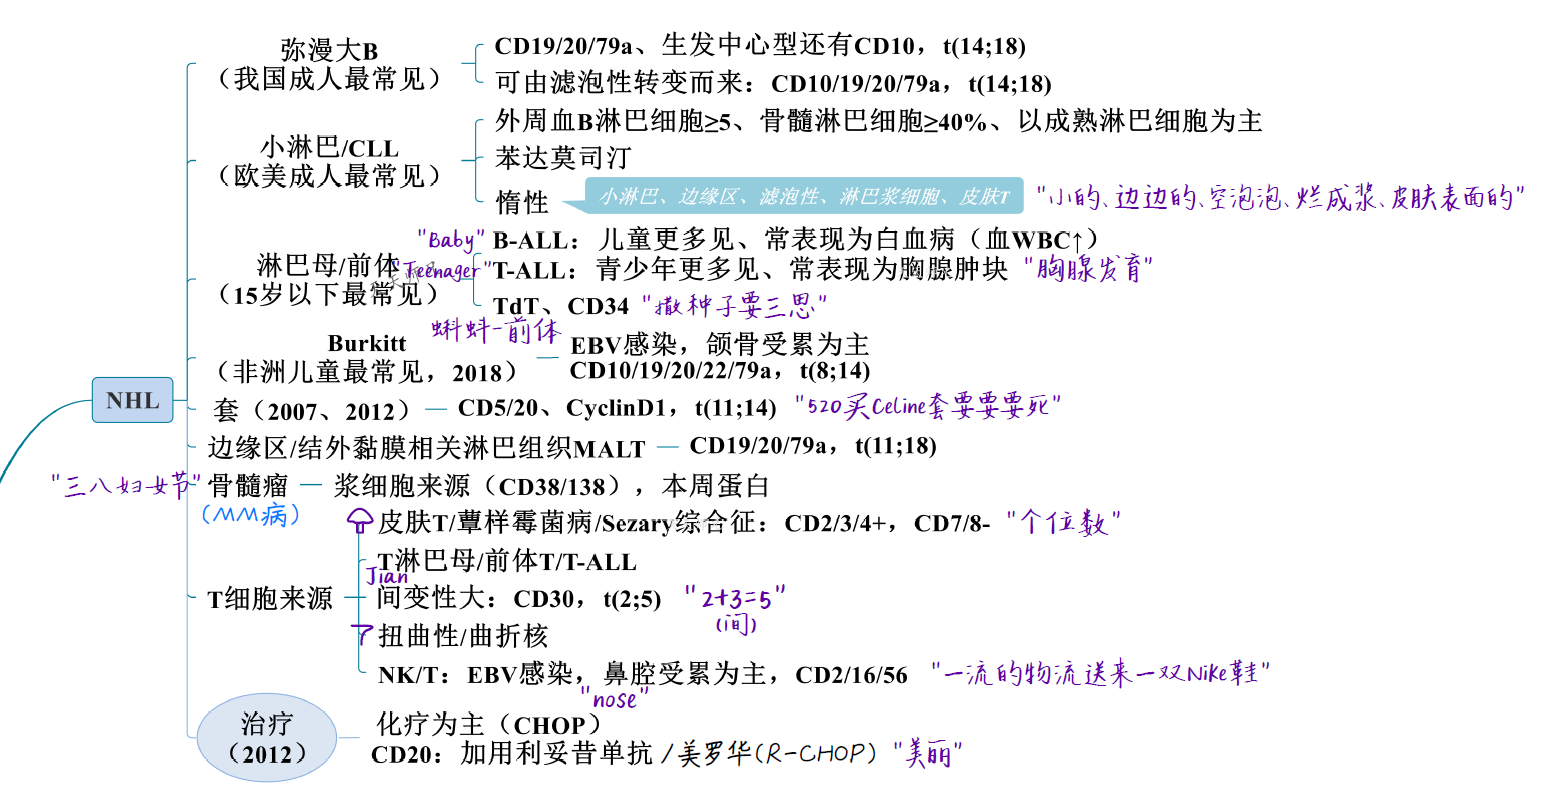 弥漫大B
（我国成人最常见）
CD19/20/79a、生发中心型还有CD10，t(14;18)
可由滤泡性转变而来：CD10/19/20/79a，t(14;18)
小淋巴/CLL
（欧美成人最常见）
外周血B淋巴细胞≥5、骨髓淋巴细胞≥40%、以成熟淋巴细胞为主
苯达莫司汀
惰性
小淋巴、边缘区、滤泡性、淋巴浆细胞、皮肤T
"小的、边边的、空泡泡、烂成浆、皮肤表面的"
淋巴母/前体
（15岁以下最常见）
"Baby" B-ALL：儿童更多见、常表现为白血病（血WBC↑）
"Teenager" T-ALL：青少年更多见、常表现为胸腺肿块 "胸腺发育"
TdT、CD34 "撒种子要三思"
蝌蚪-前体
Burkitt
（非洲儿童最常见，2018）
EBV感染，颌骨受累为主
CD10/19/20/22/79a，t(8;14)
NHL
套（2007、2012） CD5/20、CyclinD1，t(11;14) "520买Celine套要要要死"
边缘区/结外黏膜相关淋巴组织MALT CD19/20/79a，t(11;18)
"三八妇女节" 骨髓瘤 浆细胞来源（CD38/138），本周蛋白
(MM病)
T细胞来源
皮肤T/蕈样霉菌病/Sezary综合征：CD2/3/4+，CD7/8- "个位数"
T淋巴母/前体T/T-ALL
Jian
间变性大：CD30，t(2;5) "2+3=5"
(间)
扭曲性/曲折核
NK/T：EBV感染，鼻腔受累为主，CD2/16/56 "一流的物流送来一双Nike鞋"
"nose"
治疗
（2012）
化疗为主（CHOP）
CD20：加用利妥昔单抗 /美罗华(R-CHOP) "美丽"